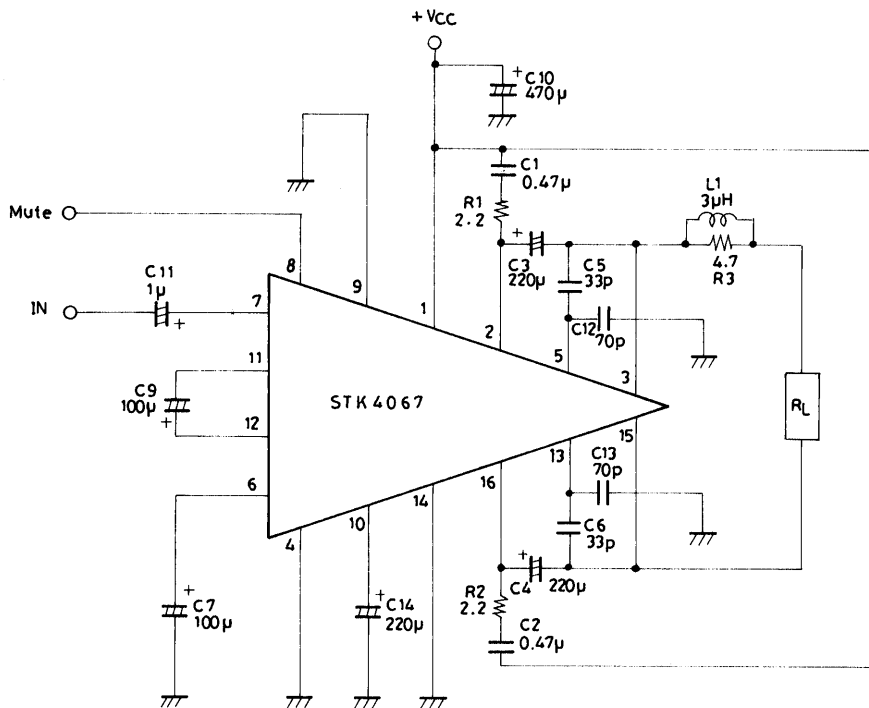 + Vcc
+ C10
470µ
C1
0.47µ
R1
2.2
L1
3µH
Mute
8
9
1
+
C3
220µ
C5
33p
4.7
R3
C11
1µ
+
IN
7
2
C12
70p
5
3
11
C9
100µ
+
12
STK4067
RL
15
13
C13
70p
6
16
14
10
4
C6
33p
+
C4
220µ
R2
2.2
+
C7
100µ
+
C14
220µ
C2
0.47µ